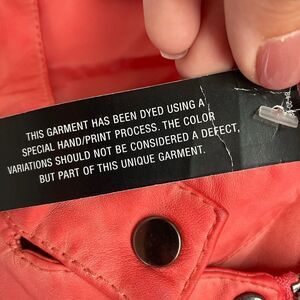 THIS GARMENT HAS BEEN DYED USING A
SPECIAL HAND/PRINT PROCESS. THE COLOR
VARIATIONS SHOULD NOT BE CONSIDERED A DEFECT,
BUT PART OF THIS UNIQUE GARMENT.